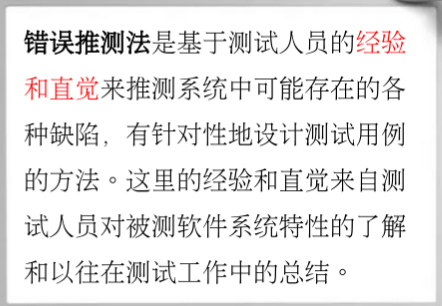 错误推测法是基于测试人员的经验
和直觉来推测系统中可能存在的各
种缺陷，有针对性地设计测试用例
的方法。这里的经验和直觉来自测
试人员对被测软件系统特性的了解
和以往在测试工作中的总结。